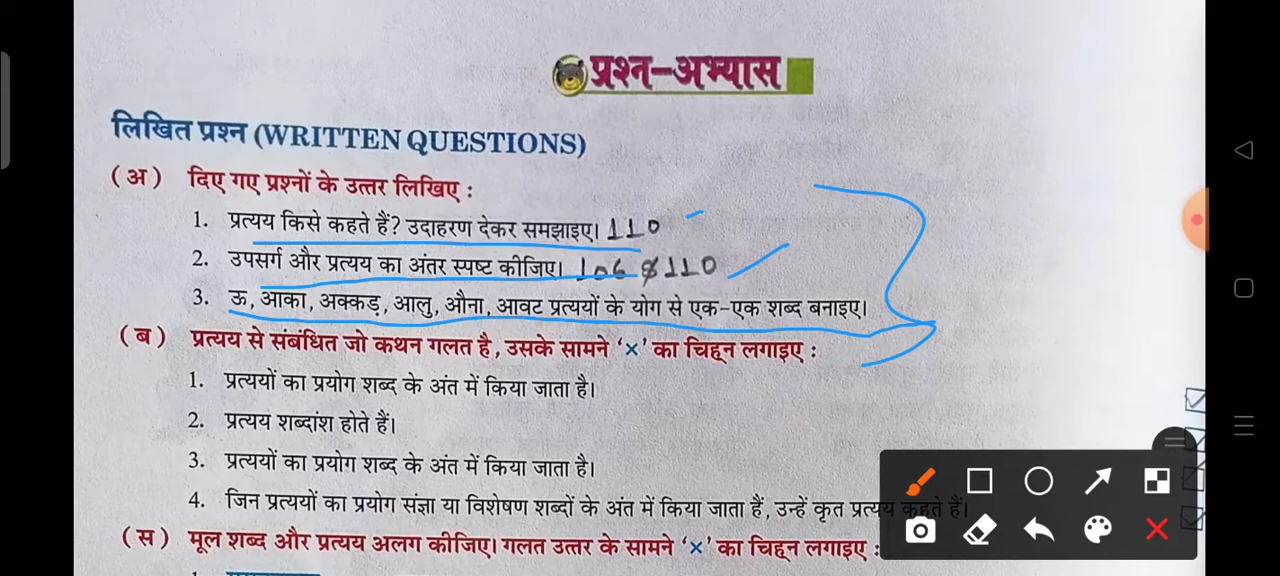 प्रश्न-अभ्यास
लिखित प्रश्न (WRITTEN QUESTIONS)
(अ) दिए गए प्रश्नों के उत्तर लिखिए :
1. प्रत्यय किसे कहते हैं? उदाहरण देकर समझाइए। 110
2. उपसर्ग और प्रत्यय का अंतर स्पष्ट कीजिए। 106 & 110
3. ऊ, आका, अक्कड़, आलु, औना, आवट प्रत्ययों के योग से एक-एक शब्द बनाइए।
(ब) प्रत्यय से संबंधित जो कथन गलत है, उसके सामने ‘×’ का चिह्न लगाइए :
1. प्रत्ययों का प्रयोग शब्द के अंत में किया जाता है।
2. प्रत्यय शब्दांश होते हैं।
3. प्रत्ययों का प्रयोग शब्द के अंत में किया जाता है।
4. जिन प्रत्ययों का प्रयोग संज्ञा या विशेषण शब्दों के अंत में किया जाता है, उन्हें कृत प्रत्यय कहते हैं।
(स) मूल शब्द और प्रत्यय अलग कीजिए। गलत उत्तर के सामने ‘×’ का चिह्न लगाइए :